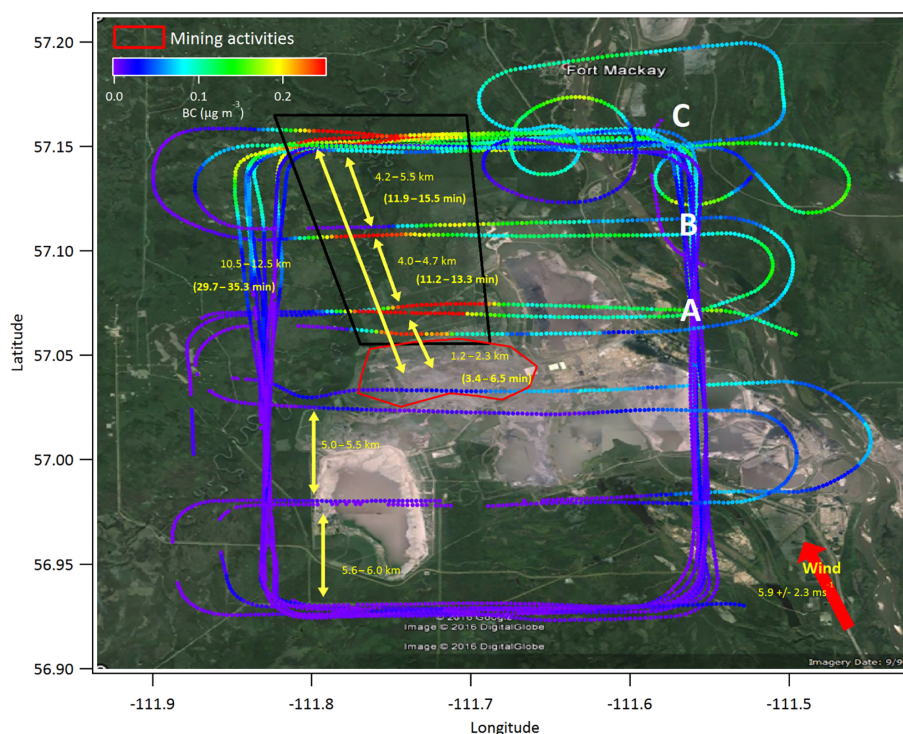 57.20
57.15
57.10
57.05
57.00
56.95
56.90
Latitude
Mining activities
0.0
0.2
BC (µg m⁻³)
Fort Mackay
C
B
A
4.2–5.5 km
(11.9–15.5 min)
10.5–12.5 km
(29.7–35.3 min)
4.0–4.7 km
(11.2–13.3 min)
1.2–2.3 km
(3.4–6.5 min)
5.0–5.5 km
5.6–6.0 km
Wind
5.9 +/- 2.3 ms⁻¹
© 2016 Google
Image © 2016 DigitalGlobe
Image © 2016 DigitalGlobe
Imagery Date: 9/9
-111.9
-111.8
-111.7
-111.6
-111.5
Longitude